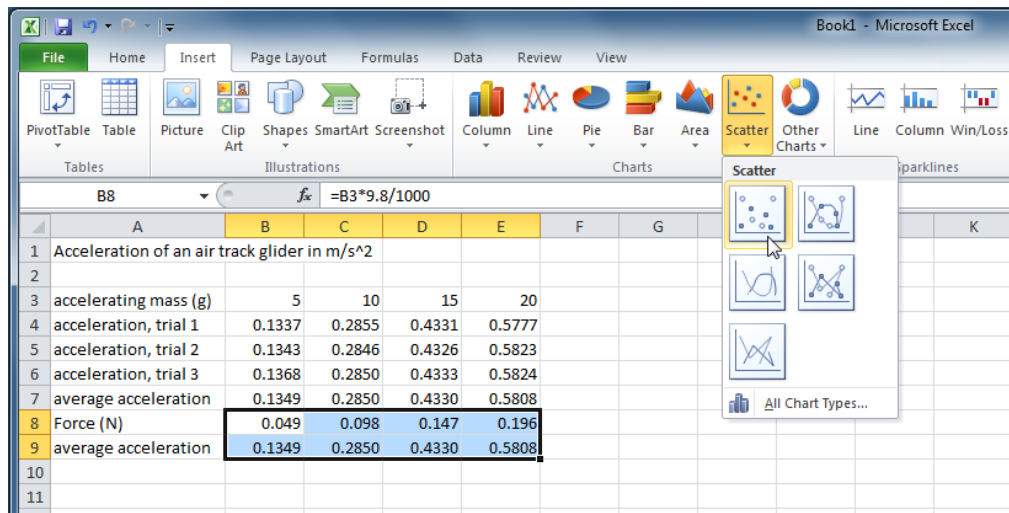 Book1 - Microsoft Excel
File Home Insert Page Layout Formulas Data Review View
PivotTable Table Picture Clip Art Shapes SmartArt Screenshot Column Line Pie Bar Area Scatter Other Charts Line Column Win/Loss
Tables Illustrations Charts Sparklines
B8 fx =B3*9.8/1000
Scatter
A B C D E F G K
1 Acceleration of an air track glider in m/s^2
2
3 accelerating mass (g) 5 10 15 20
4 acceleration, trial 1 0.1337 0.2855 0.4331 0.5777
5 acceleration, trial 2 0.1343 0.2846 0.4326 0.5823
6 acceleration, trial 3 0.1368 0.2850 0.4333 0.5824
7 average acceleration 0.1349 0.2850 0.4330 0.5808
8 Force (N) 0.049 0.098 0.147 0.196
9 average acceleration 0.1349 0.2850 0.4330 0.5808
All Chart Types...
10
11